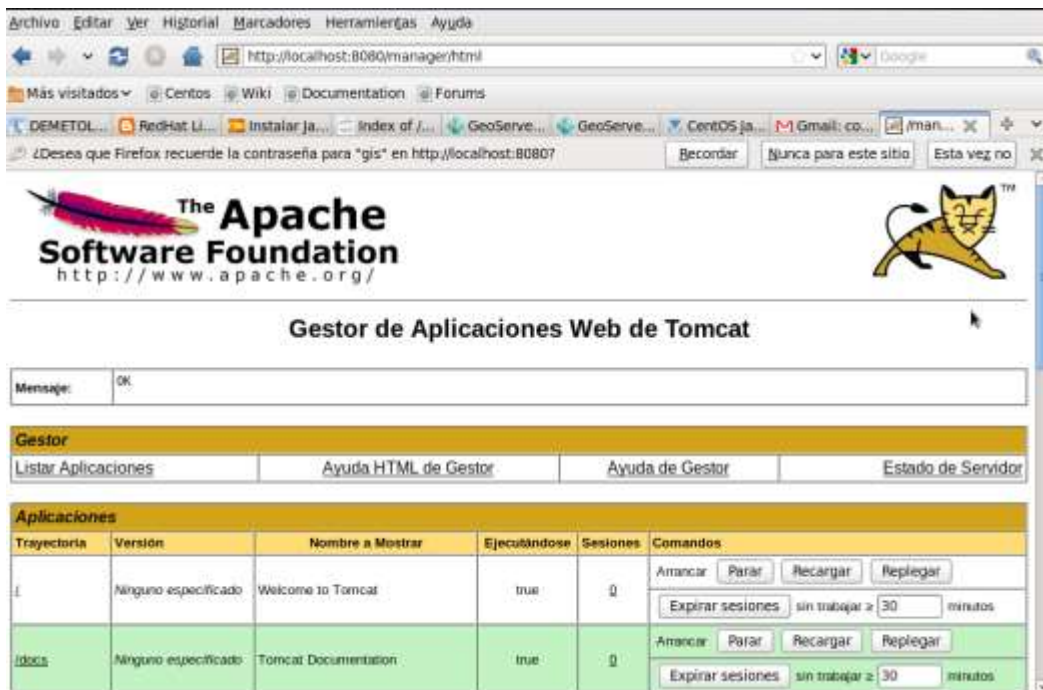 Archivo Editar Ver Historial Marcadores Herramientas Ayuda
http://localhost:8080/manager/html Google
Más visitados Centos Wiki Documentation Forums
DEMETOL... RedHat Li... Instalar Ja... Index of /... GeoServe... GeoServe... CentOS Ja... Gmail: co... /man...
¿Desea que Firefox recuerde la contraseña para "gis" en http://localhost:8080? Recordar Nunca para este sitio Esta vez no
The Apache
Software Foundation
http://www.apache.org/
TM
Gestor de Aplicaciones Web de Tomcat
Mensaje: OK
Gestor
Listar Aplicaciones Ayuda HTML de Gestor Ayuda de Gestor Estado de Servidor
Aplicaciones
Trayectoria Versión Nombre a Mostrar Ejecutándose Sesiones Comandos
/ Ninguno especificado Welcome to Tomcat true 0 Arrancar Parar Recargar Replegar
Expirar sesiones sin trabajar ≥ 30 minutos
/docs Ninguno especificado Tomcat Documentation true 0 Arrancar Parar Recargar Replegar
Expirar sesiones sin trabajar ≥ 30 minutos